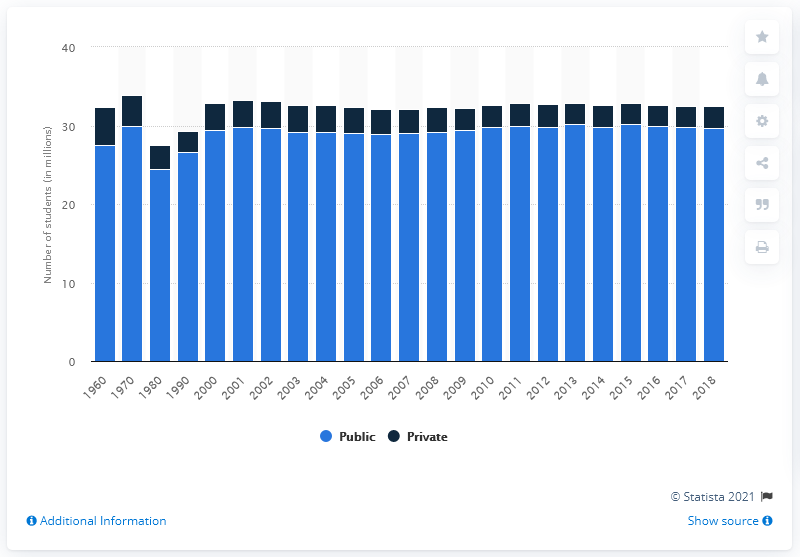 Number of students (in millions)
40
30
20
10
0
1960 1970 1980 1990 2000 2001 2002 2003 2004 2005 2006 2007 2008 2009 2010 2011 2012 2013 2014 2015 2016 2017 2018
Public Private
© Statista 2021
Additional Information Show source